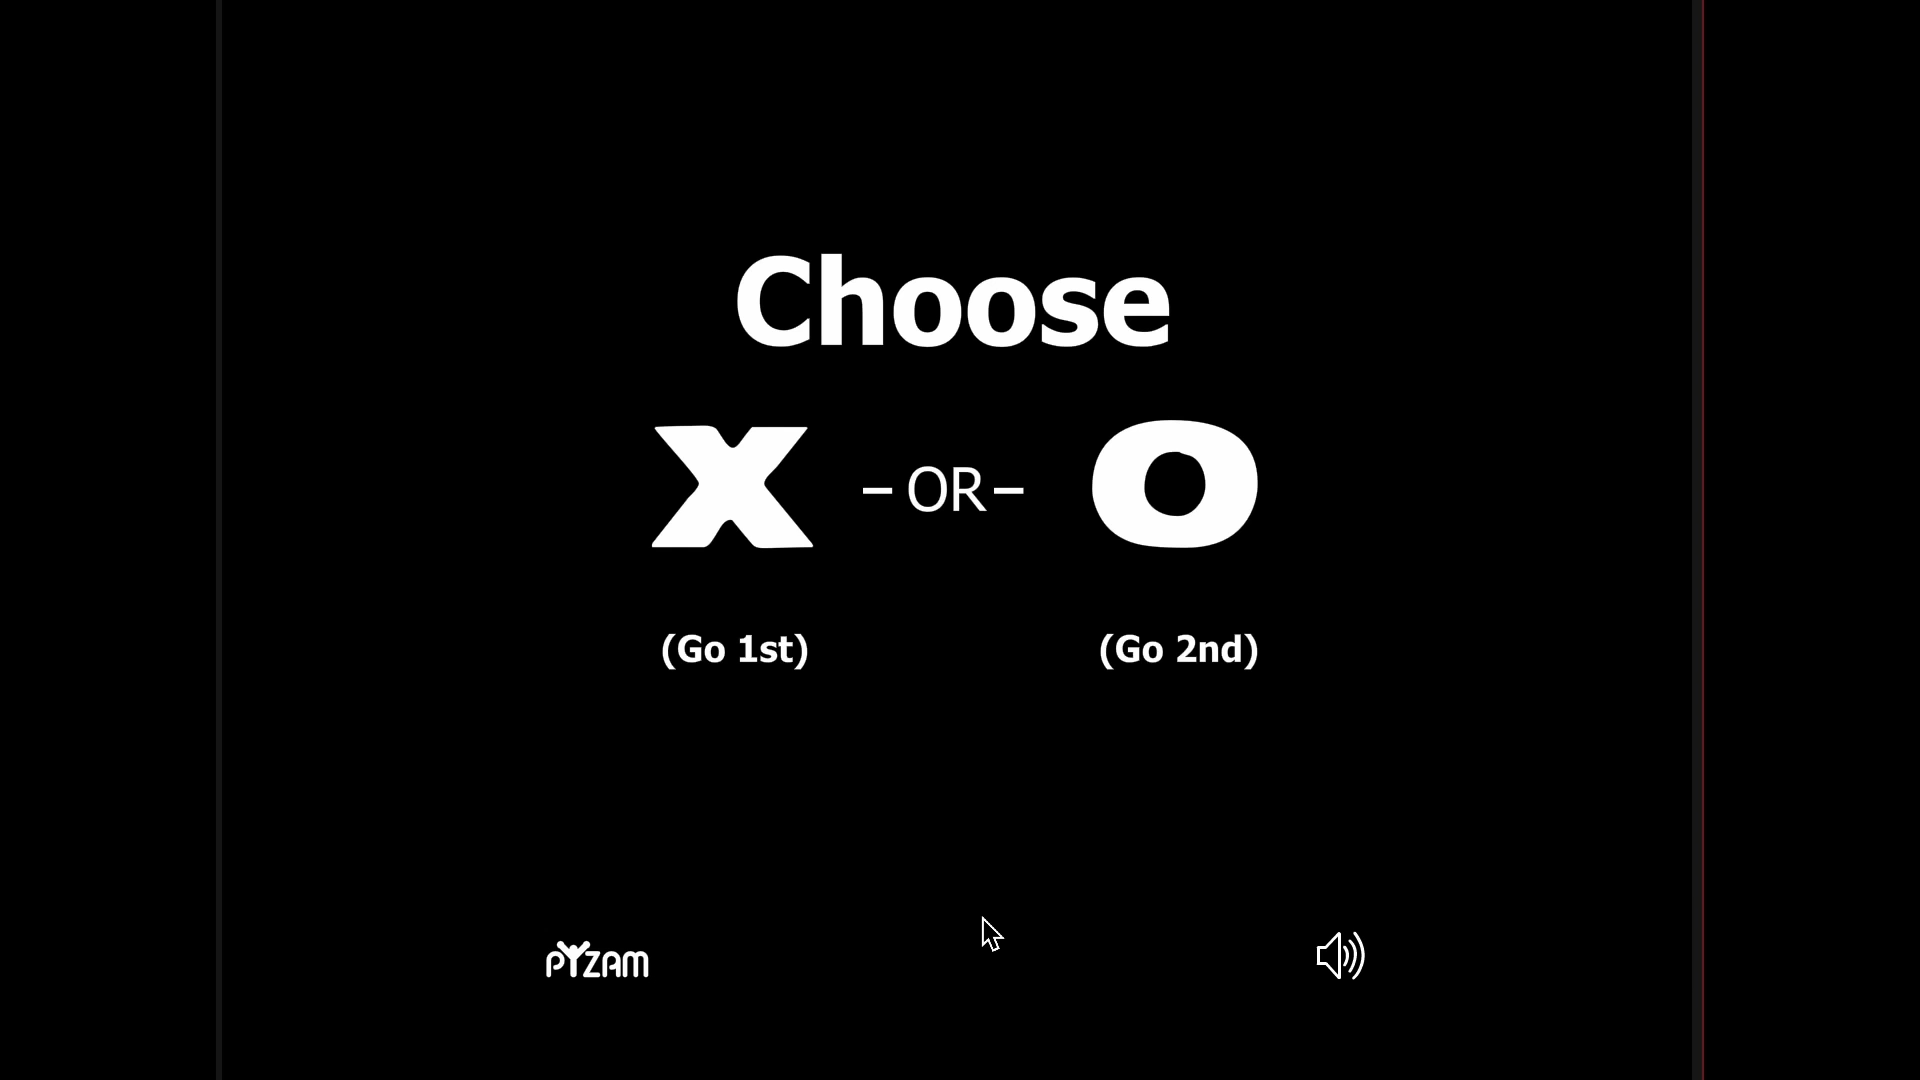 Choose
X – OR – O
(Go 1st) (Go 2nd)
PYZAM